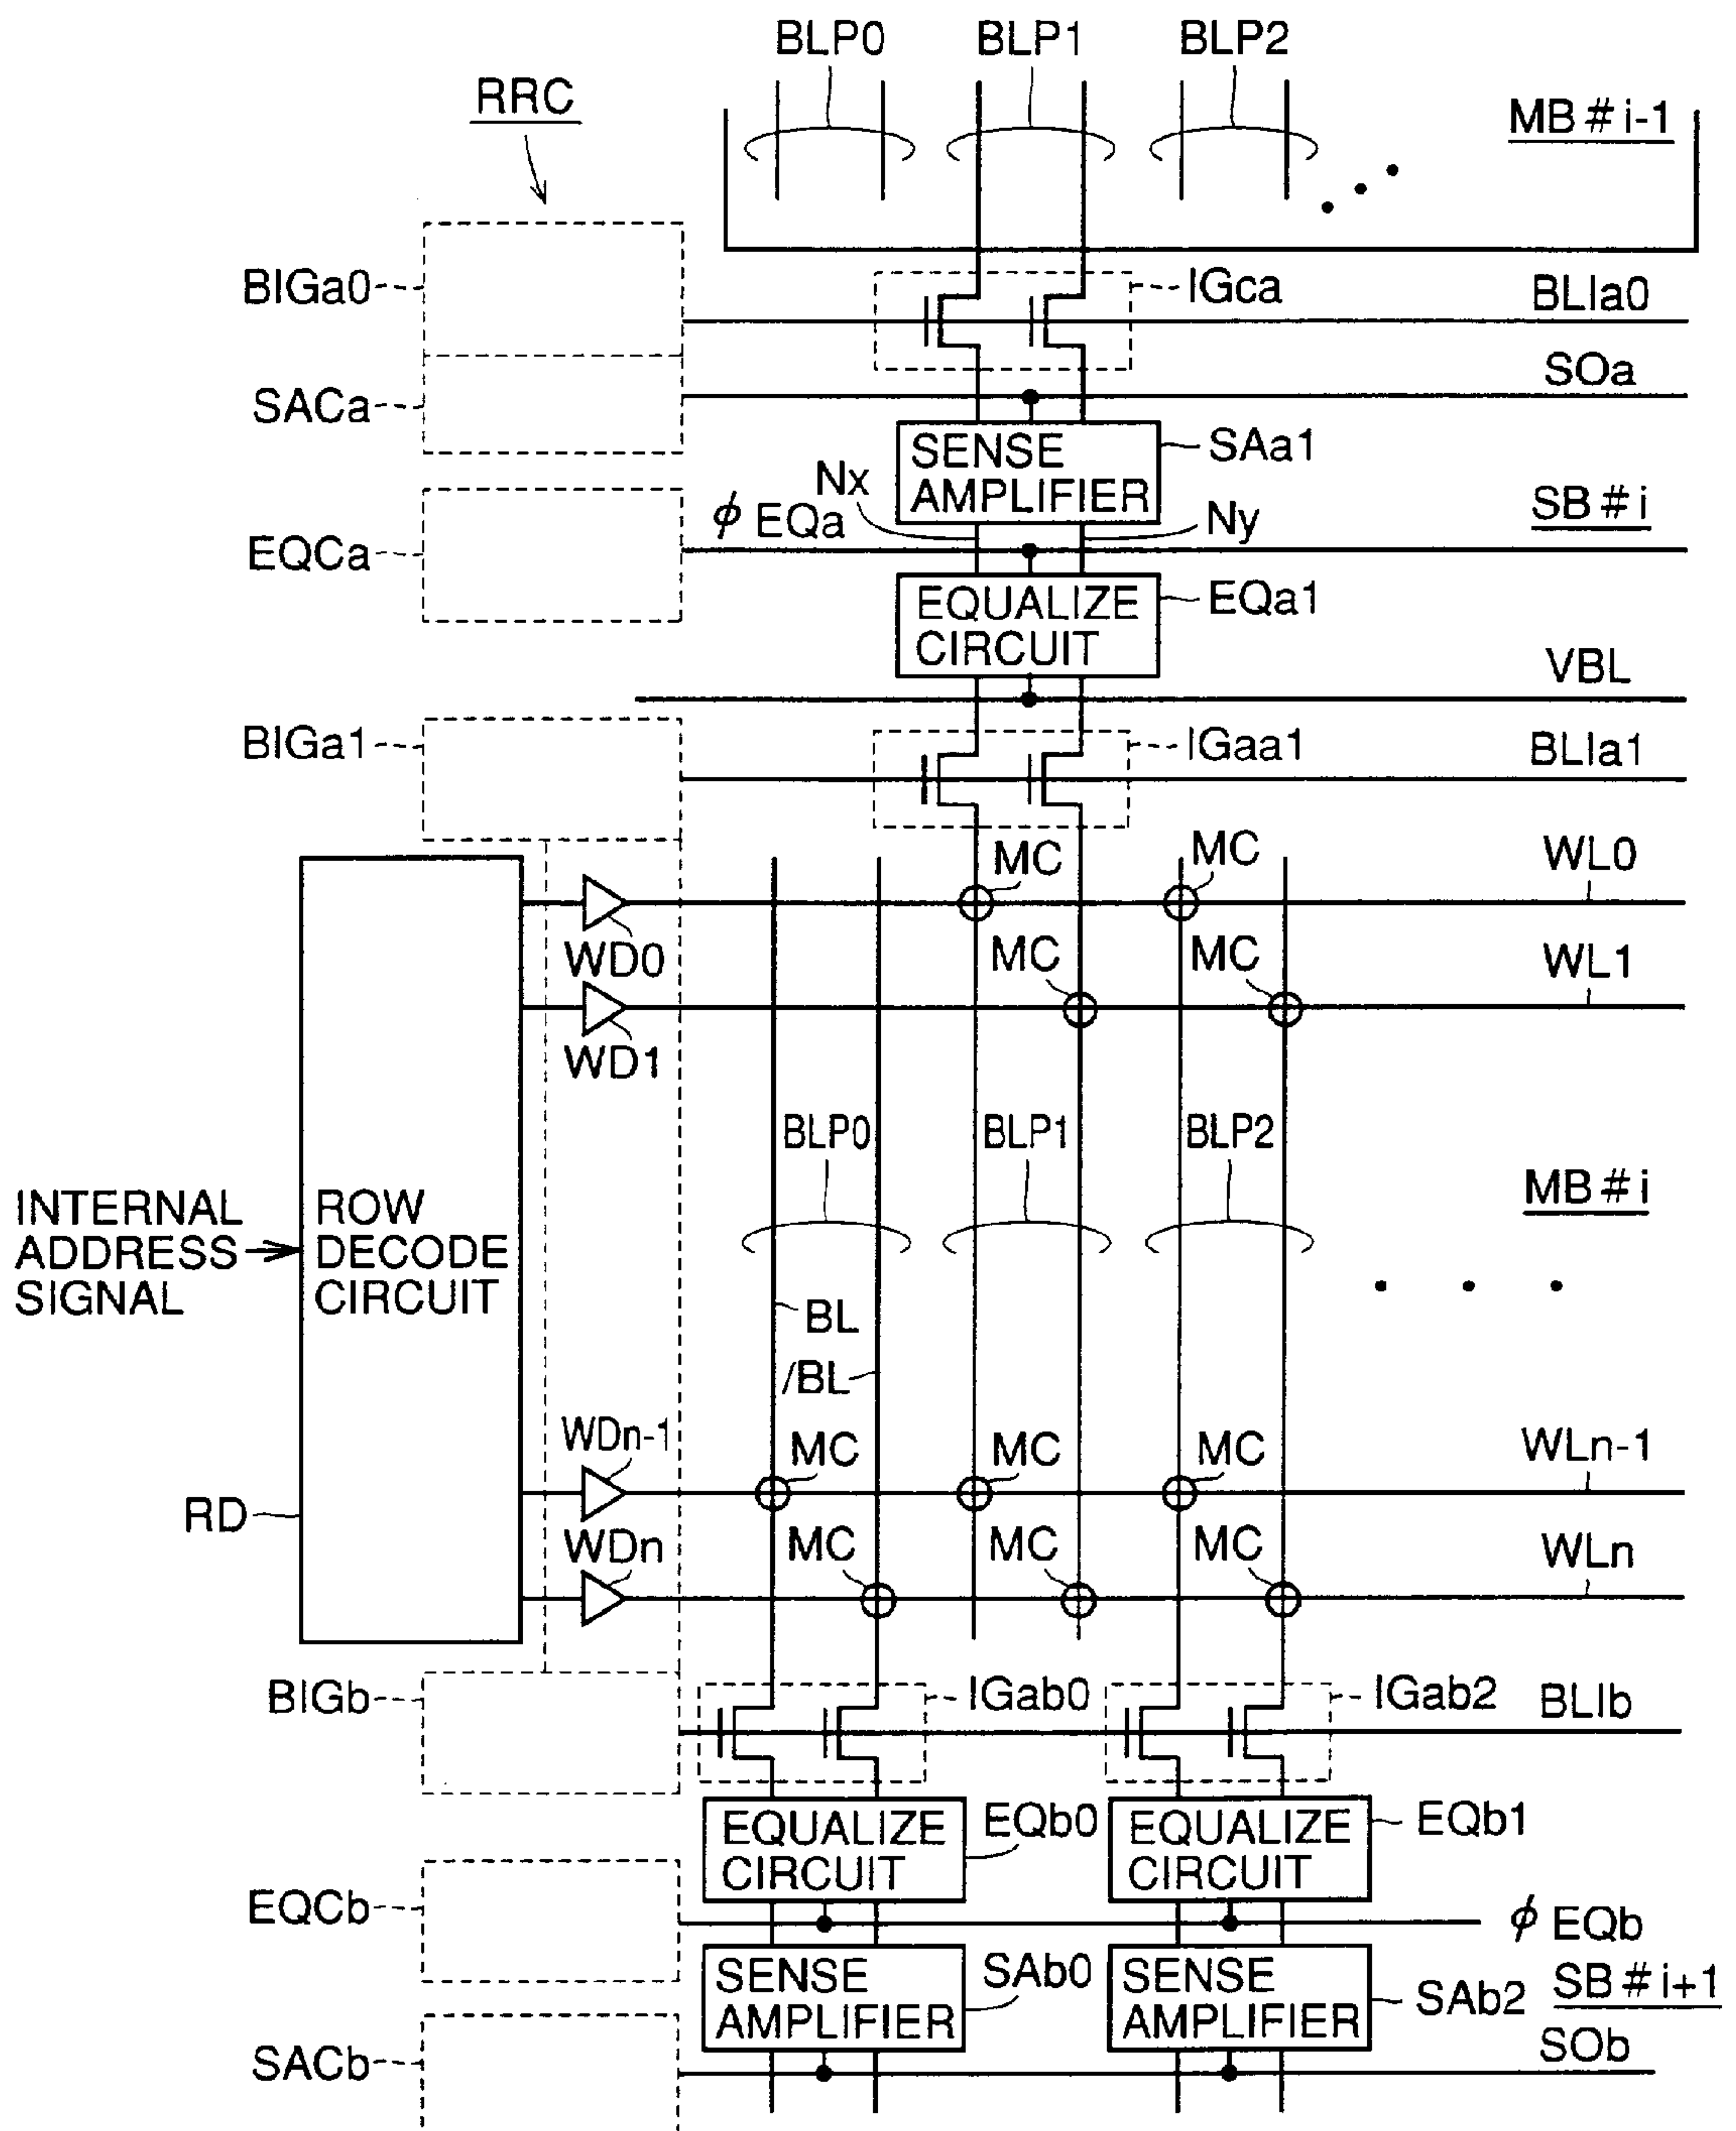 BLP0 BLP1 BLP2
RRC
MB#i-1
BIGa0
IGca
BLIa0
SACa
SOa
SENSE
AMPLIFIER
SAa1
Nx
φEQa
Ny
SB#i
EQCa
EQUALIZE
CIRCUIT
EQa1
VBL
BIGa1
IGaa1
BLIa1
MC MC WL0
WD0
MC MC WL1
WD1
BLP0 BLP1 BLP2
MB#i
INTERNAL
ADDRESS
SIGNAL
ROW
DECODE
CIRCUIT
BL
/BL
WDn-1
MC MC MC WLn-1
RD
WDn
MC MC MC WLn
BIGb
IGab0
IGab2
BLIb
EQUALIZE
CIRCUIT
EQb0
EQUALIZE
CIRCUIT
EQb1
EQCb
φEQb
SENSE
AMPLIFIER
SAb0
SENSE
AMPLIFIER
SAb2
SB#i+1
SACb
SOb